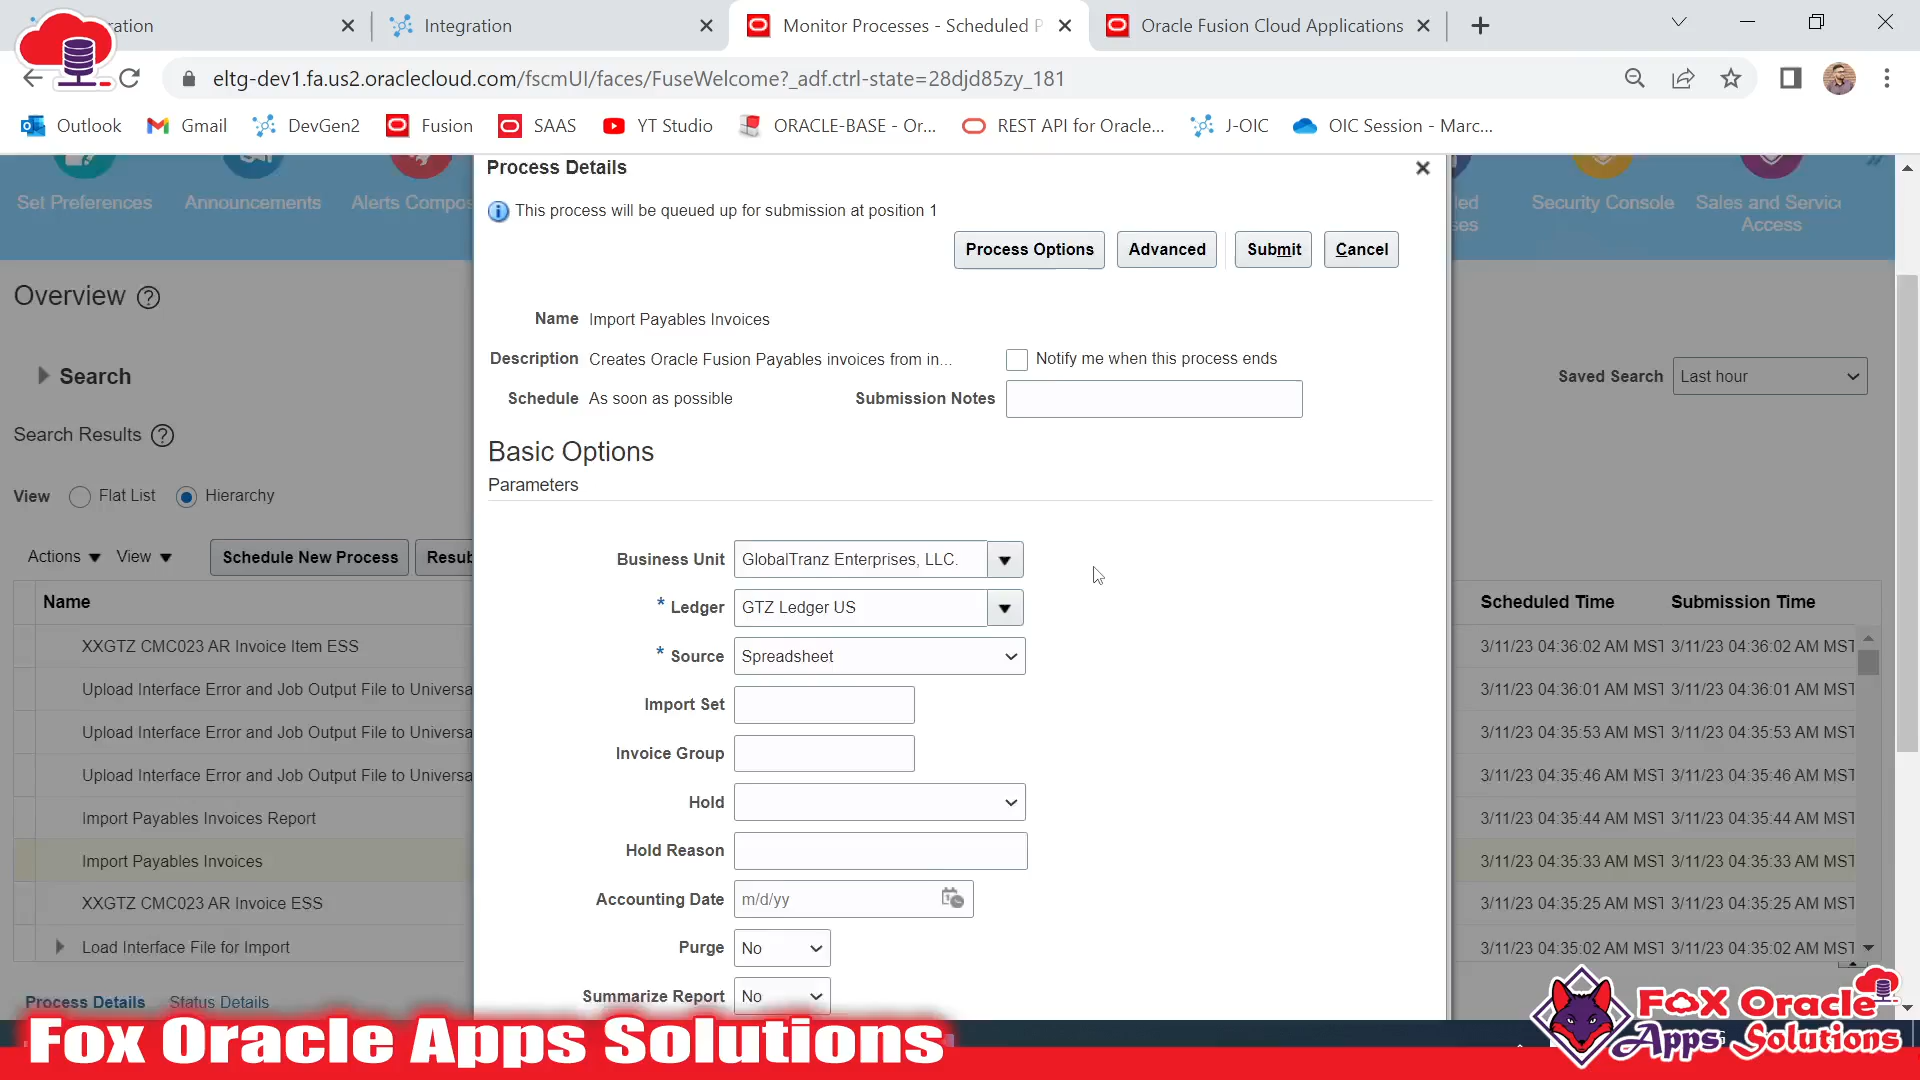 ration
Integration
Monitor Processes - Scheduled P
Oracle Fusion Cloud Applications
eltg-dev1.fa.us2.oraclecloud.com/fscmUI/faces/FuseWelcome?_adf.ctrl-state=28djd85zy_181
Outlook
Gmail
DevGen2
Fusion
SAAS
YT Studio
ORACLE-BASE - Or...
REST API for Oracle...
J-OIC
OIC Session - Marc...
Set Preferences
Announcements
Alerts Compos
Security Console
Sales and Service
Access
Process Details
This process will be queued up for submission at position 1
Process Options
Advanced
Submit
Cancel
Name Import Payables Invoices
Description Creates Oracle Fusion Payables invoices from in...
Notify me when this process ends
Schedule As soon as possible
Submission Notes
Basic Options
Parameters
Business Unit GlobalTranz Enterprises, LLC.
* Ledger GTZ Ledger US
* Source Spreadsheet
Import Set
Invoice Group
Hold
Hold Reason
Accounting Date m/d/yy
Purge No
Summarize Report No
Overview
Search
Saved Search Last hour
Search Results
View Flat List Hierarchy
Actions View Schedule New Process Resub
Name Scheduled Time Submission Time
XXGTZ CMC023 AR Invoice Item ESS 3/11/23 04:36:02 AM MST 3/11/23 04:36:02 AM MST
Upload Interface Error and Job Output File to Universa 3/11/23 04:36:01 AM MST 3/11/23 04:36:01 AM MST
Upload Interface Error and Job Output File to Universa 3/11/23 04:35:53 AM MST 3/11/23 04:35:53 AM MST
Upload Interface Error and Job Output File to Universa 3/11/23 04:35:46 AM MST 3/11/23 04:35:46 AM MST
Import Payables Invoices Report 3/11/23 04:35:44 AM MST 3/11/23 04:35:44 AM MST
Import Payables Invoices 3/11/23 04:35:33 AM MST 3/11/23 04:35:33 AM MST
XXGTZ CMC023 AR Invoice ESS 3/11/23 04:35:25 AM MST 3/11/23 04:35:25 AM MST
Load Interface File for Import 3/11/23 04:35:02 AM MST 3/11/23 04:35:02 AM MST
Process Details Status Details
Fox Oracle Apps Solutions
FOX Oracle
Apps Solutions